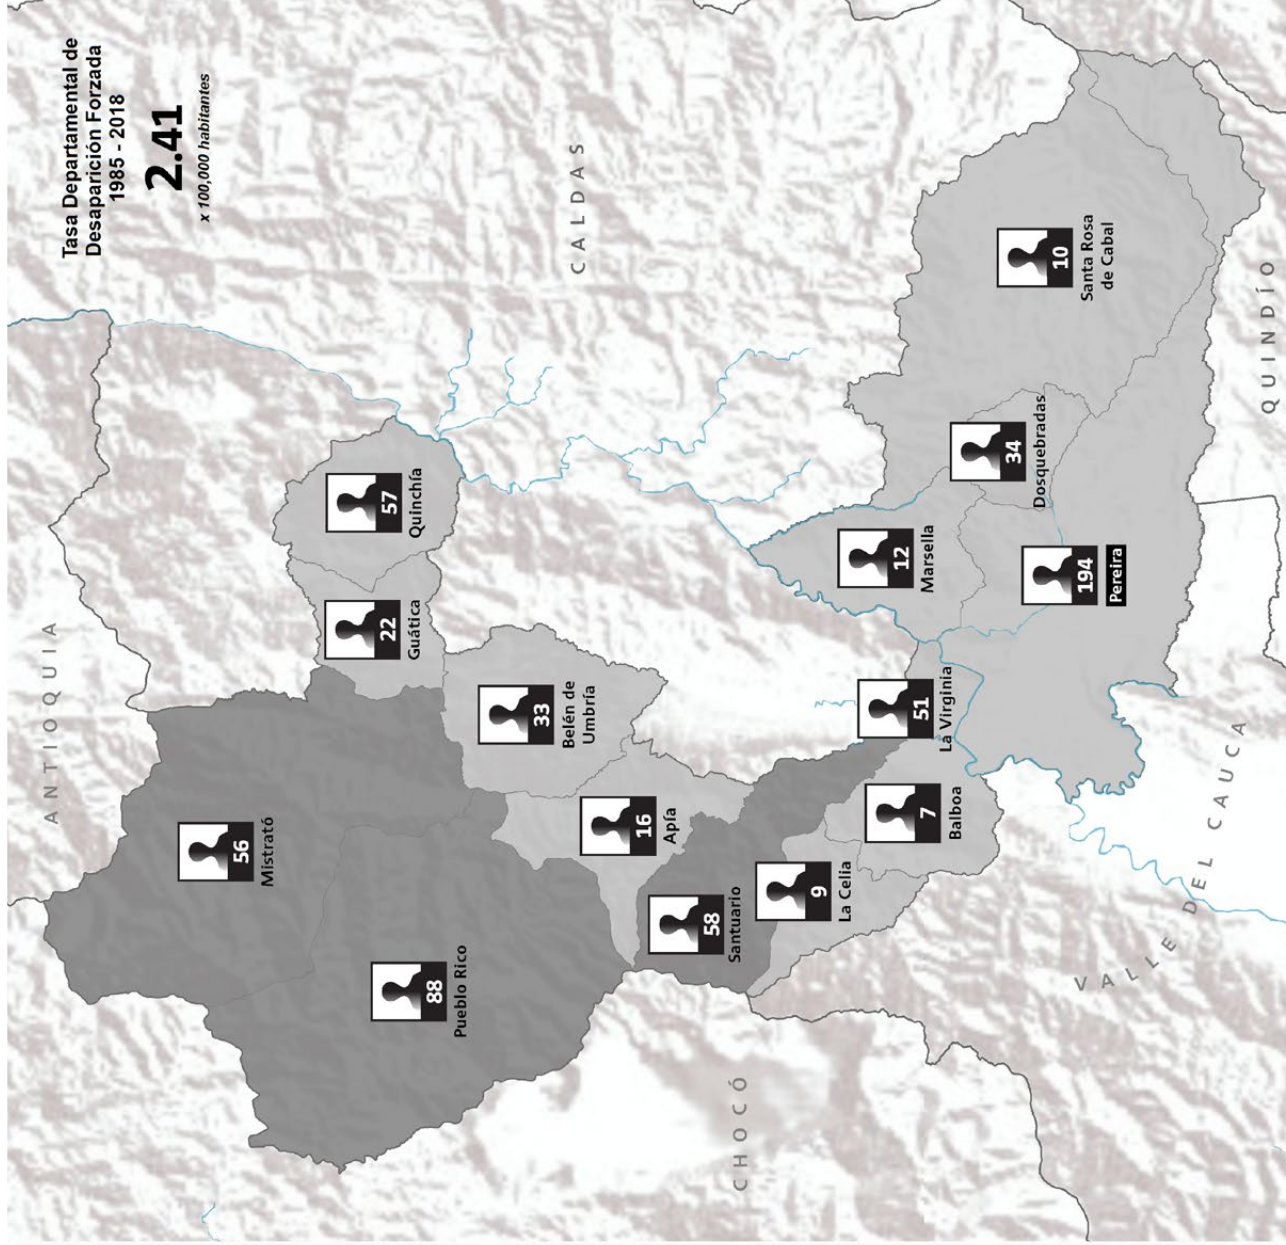 Tasa Departamental de
Desaparición Forzada
1985 - 2018
2.41
x 100,000 habitantes
ANTIOQUIA
CALDAS
QUINDÍO
CHOCÓ
VALLE DEL CAUCA
56
Mistrató
88
Pueblo Rico
22
Guática
57
Quinchía
33
Belén de
Umbría
16
Apía
58
Santuario
9
La Celia
7
Balboa
51
La Virginia
12
Marsella
194
Pereira
34
Dosquebradas
10
Santa Rosa
de Cabal